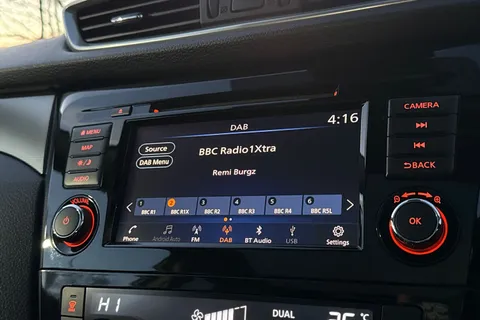 DAB
4:16
Source
BBC Radio1Xtra
DAB Menu
Remi Burgz
1 2 3 4 5 6
BBC R1 BBC R1X BBC R2 BBC R3 BBC R4 BBC R5L
Phone Android Auto FM DAB BT Audio USB Settings
MENU
MAP
AUDIO
VOLUME
CAMERA
BACK
OK
HI
DUAL